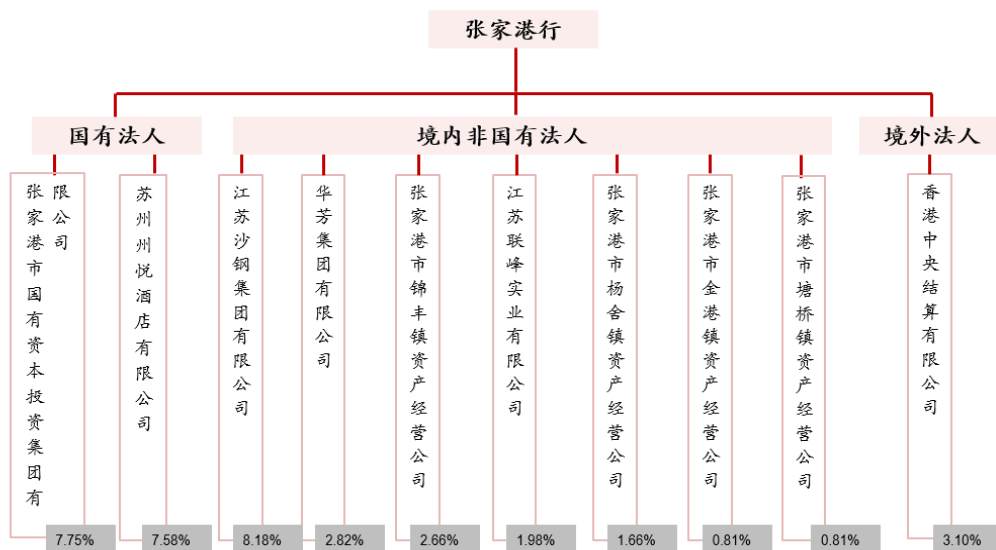 张家港行
国有法人
境内非国有法人
境外法人
张家港市国有资本投资集团有
限公司
苏州州悦酒店有限公司
江苏沙钢集团有限公司
华芳集团有限公司
张家港市锦丰镇资产经营公司
江苏联峰实业有限公司
张家港市杨舍镇资产经营公司
张家港市金港镇资产经营公司
张家港市塘桥镇资产经营公司
香港中央结算有限公司
7.75%
7.58%
8.18%
2.82%
2.66%
1.98%
1.66%
0.81%
0.81%
3.10%